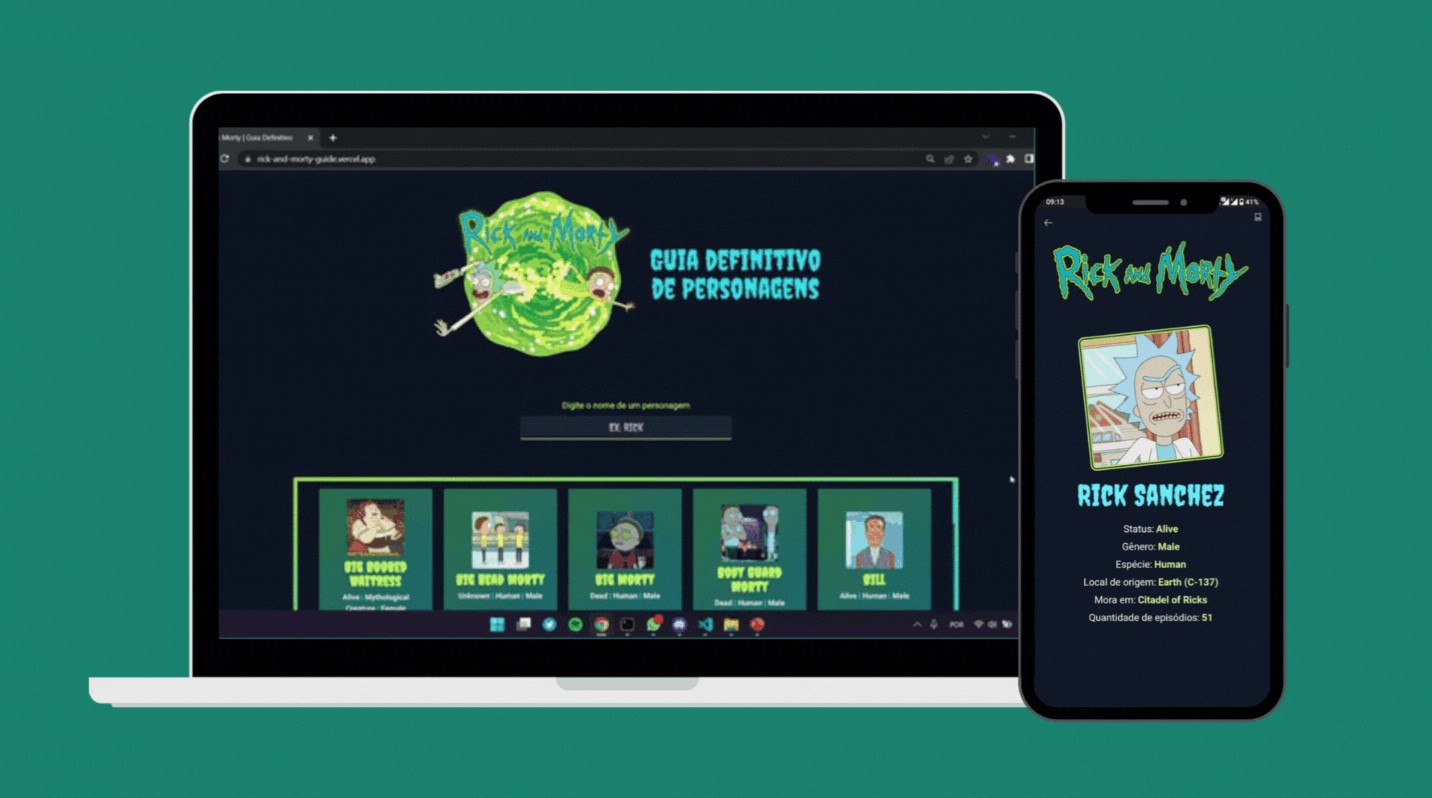 Morty | Guia Definitivo
rick-and-morty-guide.vercel.app
Rick and Morty
GUIA DEFINITIVO
DE PERSONAGENS
Digite o nome de um personagem
EX: RICK
BIG BOOBED
WAITRESS
Alive | Mythological
Creature | Female
BIG HEAD MORTY
Unknown | Human | Male
BIG MORTY
Dead | Human | Male
BODY GUARD
MORTY
Dead | Human | Male
BILL
Alive | Human | Male
POR
09:13
41%
Rick and Morty
RICK SANCHEZ
Status: Alive
Gênero: Male
Espécie: Human
Local de origem: Earth (C-137)
Mora em: Citadel of Ricks
Quantidade de episódios: 51